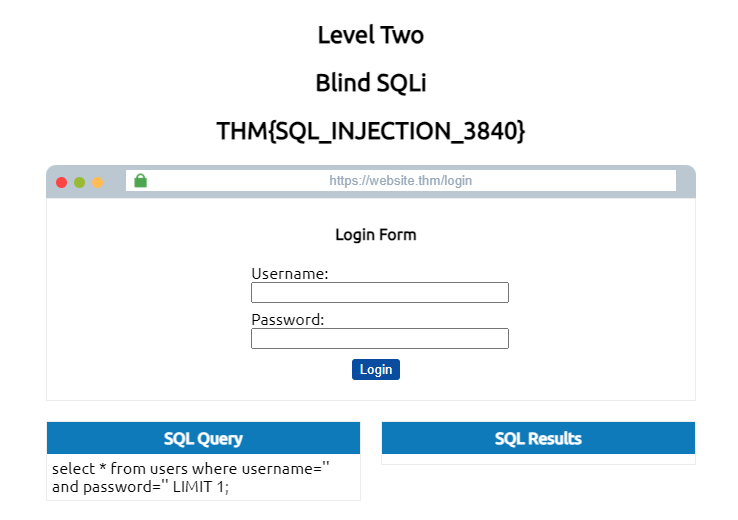 Level Two
Blind SQLi
THM{SQL_INJECTION_3840}
https://website.thm/login
Login Form
Username:
Password:
Login
SQL Query
select * from users where username=''
and password='' LIMIT 1;
SQL Results